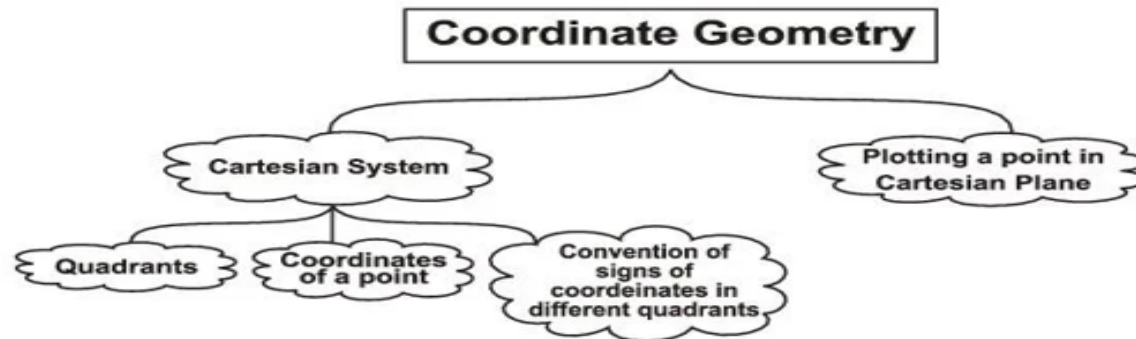 Coordinate Geometry
Cartesian System
Plotting a point in
Cartesian Plane
Quadrants
Coordinates
of a point
Convention of
signs of
coordeinates in
different quadrants